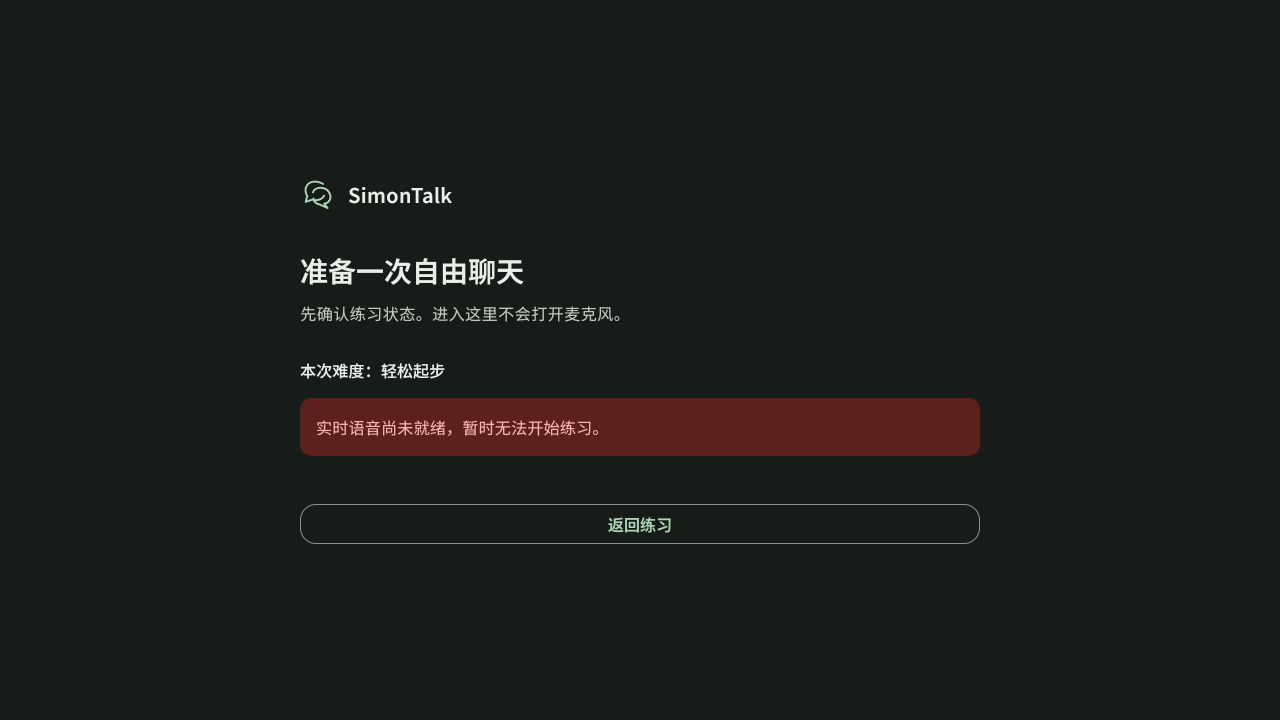 SimonTalk
准备一次自由聊天
先确认练习状态。进入这里不会打开麦克风。
本次难度：轻松起步
实时语音尚未就绪，暂时无法开始练习。
返回练习